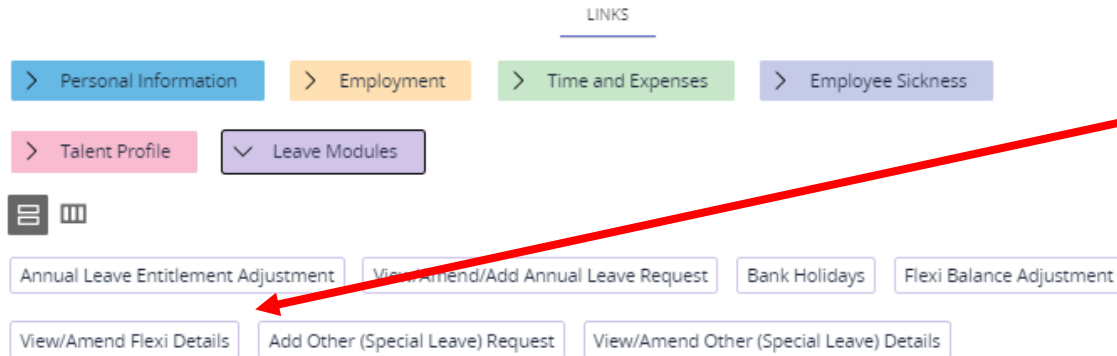 LINKS
Personal Information Employment Time and Expenses Employee Sickness
Talent Profile Leave Modules
Annual Leave Entitlement Adjustment View/Amend/Add Annual Leave Request Bank Holidays Flexi Balance Adjustment
View/Amend Flexi Details Add Other (Special Leave) Request View/Amend Other (Special Leave) Details